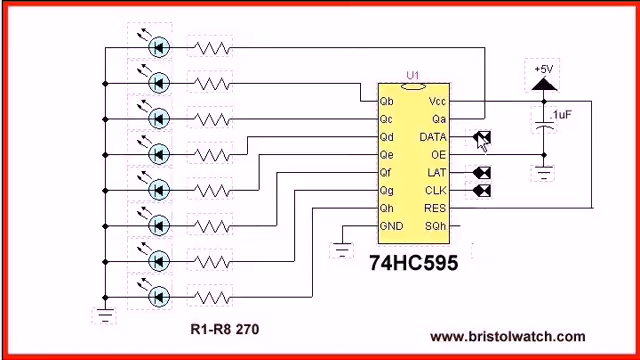 U1
+5V
Qb Vcc
Qc Qa
.1uF
Qd DATA
Qe OE
Qf LAT
Qg CLK
Qh RES
GND SQh
74HC595
R1-R8 270
www.bristolwatch.com